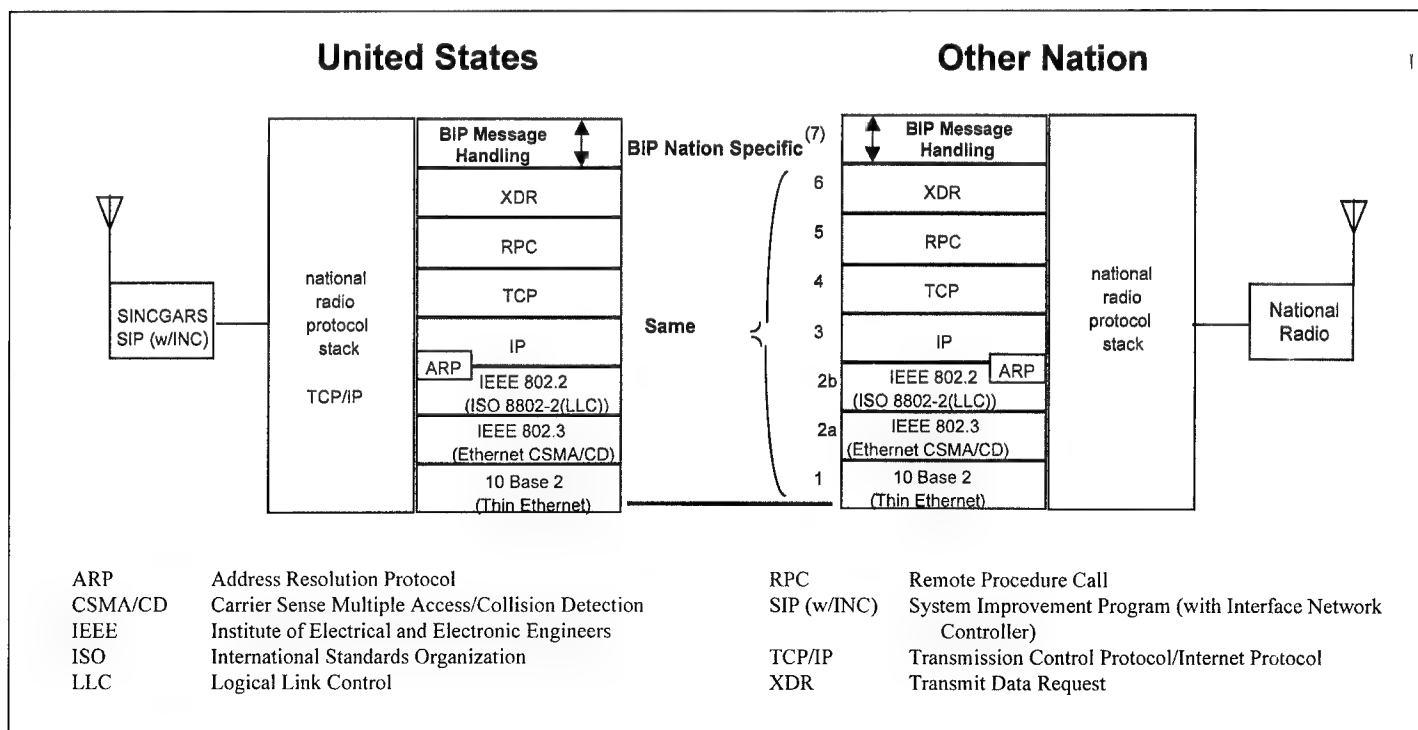 United States
Other Nation
BIP Message
Handling
XDR
RPC
TCP
IP
ARP
IEEE 802.2
(ISO 8802-2(LLC))
IEEE 802.3
(Ethernet CSMA/CD)
10 Base 2
(Thin Ethernet)
national
radio
protocol
stack
TCP/IP
SINCGARS
SIP (w/INC)
BIP Nation Specific
Same
(7)
6
5
4
3
2b
2a
1
BIP Message
Handling
XDR
RPC
TCP
IP
ARP
IEEE 802.2
(ISO 8802-2(LLC))
IEEE 802.3
(Ethernet CSMA/CD)
10 Base 2
(Thin Ethernet)
national
radio
protocol
stack
National
Radio
ARP Address Resolution Protocol
CSMA/CD Carrier Sense Multiple Access/Collision Detection
IEEE Institute of Electrical and Electronic Engineers
ISO International Standards Organization
LLC Logical Link Control
RPC Remote Procedure Call
SIP (w/INC) System Improvement Program (with Interface Network
Controller)
TCP/IP Transmission Control Protocol/Internet Protocol
XDR Transmit Data Request